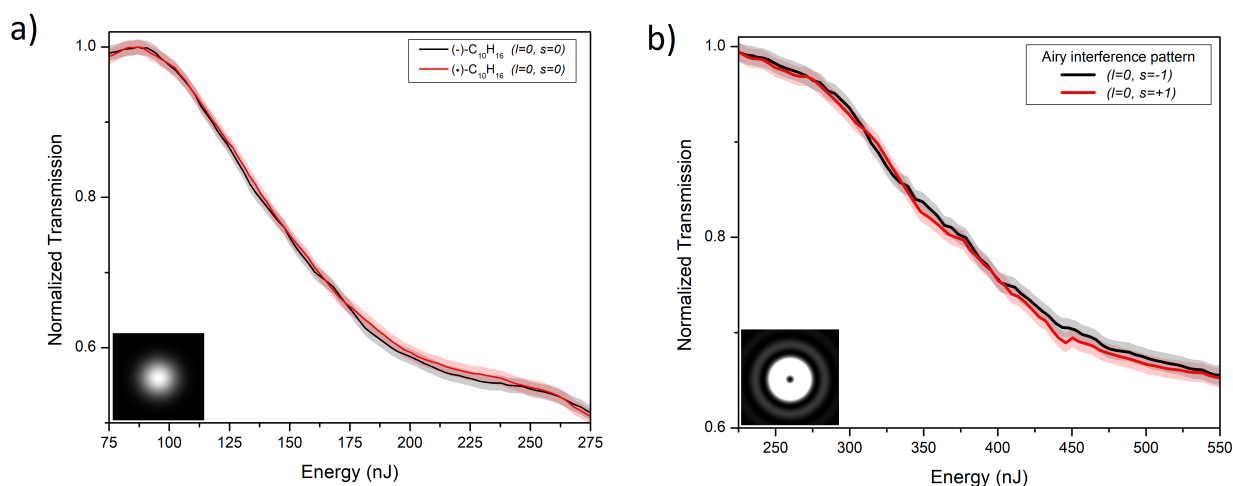 a)
(-)-C₁₀H₁₆ (l=0, s=0)
(+)-C₁₀H₁₆ (l=0, s=0)
Normalized Transmission
1.0
0.8
0.6
75 100 125 150 175 200 225 250 275
Energy (nJ)
b)
Airy interference pattern
(l=0, s=-1)
(l=0, s=+1)
Normalized Transmission
1.0
0.8
0.6
250 300 350 400 450 500 550
Energy (nJ)